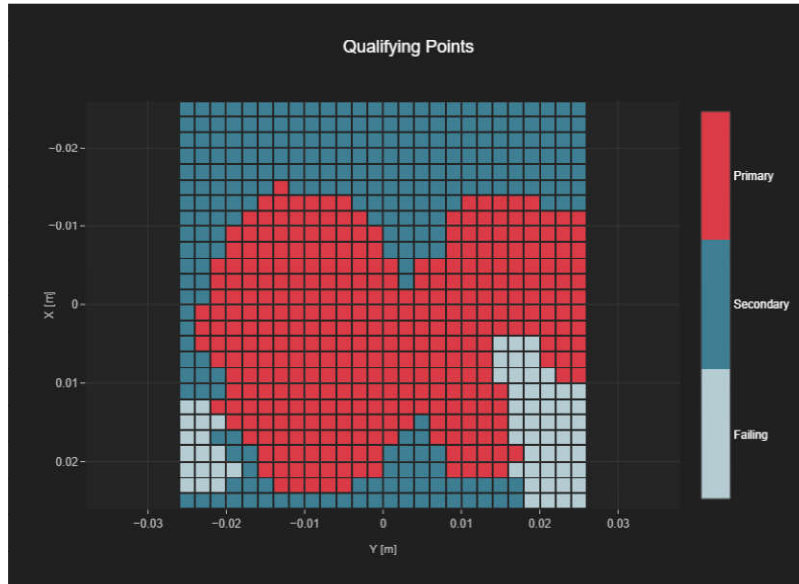 Qualifying Points
−0.02
−0.01
0
0.01
0.02
X [m]
−0.03 −0.02 −0.01 0 0.01 0.02 0.03
Y [m]
Primary
Secondary
Failing